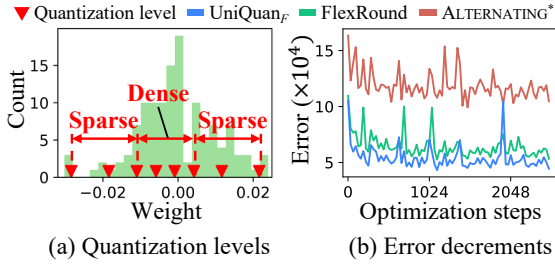 Quantization level UniQuan_F FlexRound ALTERNATING*
Count
15
10
5
0
Sparse Dense Sparse
−0.02 0.00 0.02
Weight
(a) Quantization levels
Error (×10⁴)
15
10
5
0 1024 2048
Optimization steps
(b) Error decrements